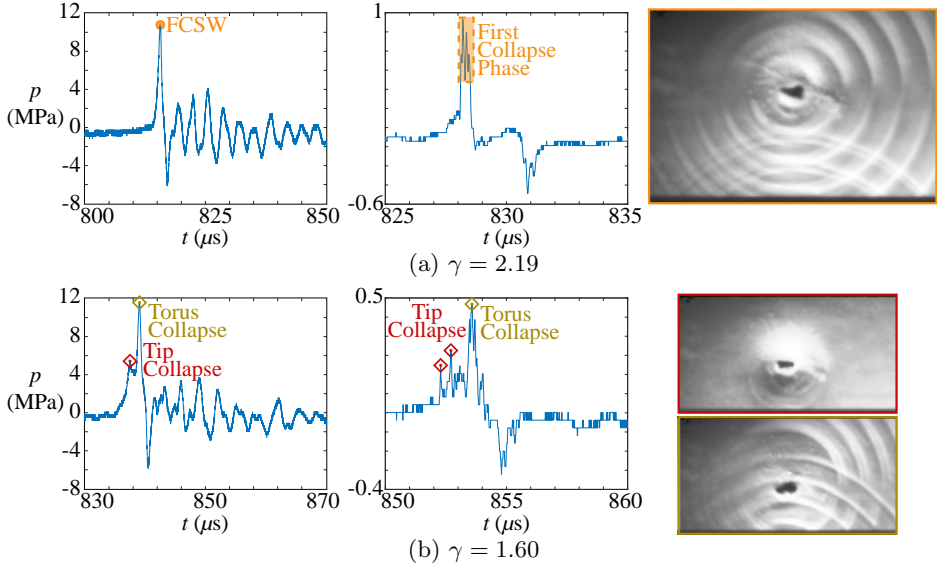 12
8
4
0
-4
-8
p
(MPa)
FCSW
800
825
850
t (μs)
1
-0.6
First
Collapse
Phase
825
830
835
t (μs)
(a) γ = 2.19
12
8
4
0
-4
-8
p
(MPa)
Torus
Collapse
Tip
Collapse
830
850
870
t (μs)
0.5
-0.4
Tip
Collapse
Torus
Collapse
850
855
860
t (μs)
(b) γ = 1.60